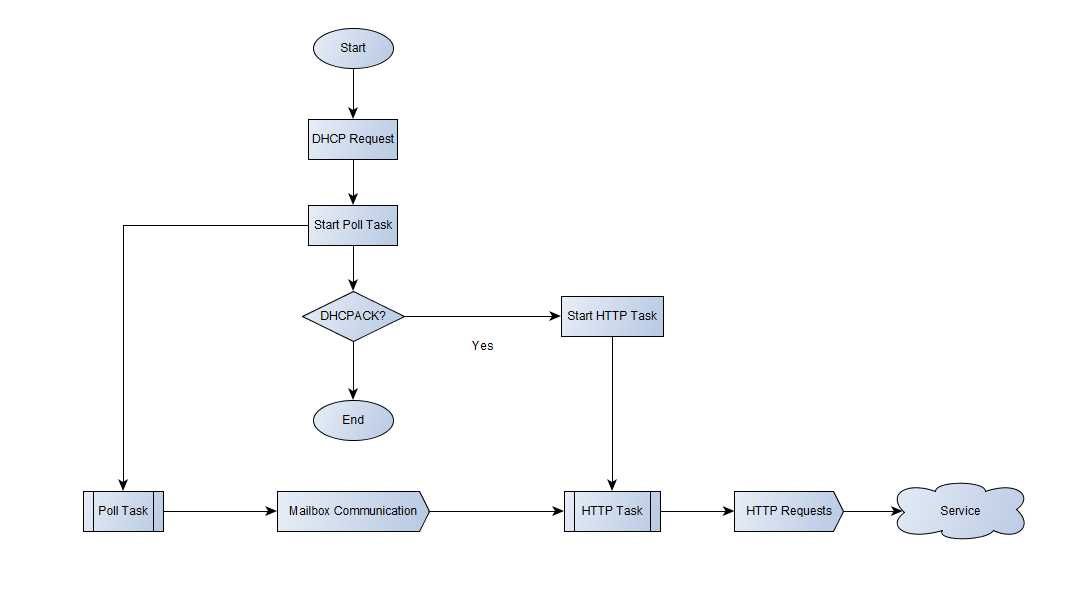 Start
DHCP Request
Start Poll Task
DHCPACK?
Start HTTP Task
Yes
End
Poll Task
Mailbox Communication
HTTP Task
HTTP Requests
Service